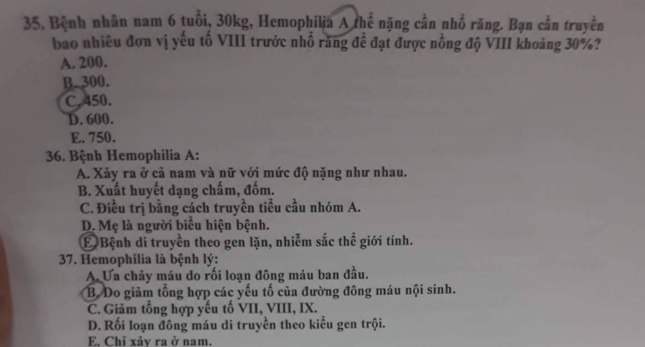 35. Bệnh nhân nam 6 tuổi, 30kg, Hemophilia A thể nặng cần nhổ răng. Bạn cần truyền
bao nhiêu đơn vị yếu tố VIII trước nhổ răng để đạt được nồng độ VIII khoảng 30%?
A. 200.
B. 300.
C. 450.
D. 600.
E. 750.
36. Bệnh Hemophilia A:
A. Xảy ra ở cả nam và nữ với mức độ nặng như nhau.
B. Xuất huyết dạng chấm, đốm.
C. Điều trị bằng cách truyền tiểu cầu nhóm A.
D. Mẹ là người biểu hiện bệnh.
E. Bệnh di truyền theo gen lặn, nhiễm sắc thể giới tính.
37. Hemophilia là bệnh lý:
A. Ưa chảy máu do rối loạn đông máu ban đầu.
B. Do giảm tổng hợp các yếu tố của đường đông máu nội sinh.
C. Giảm tổng hợp yếu tố VII, VIII, IX.
D. Rối loạn đông máu di truyền theo kiểu gen trội.
E. Chỉ xảy ra ở nam.